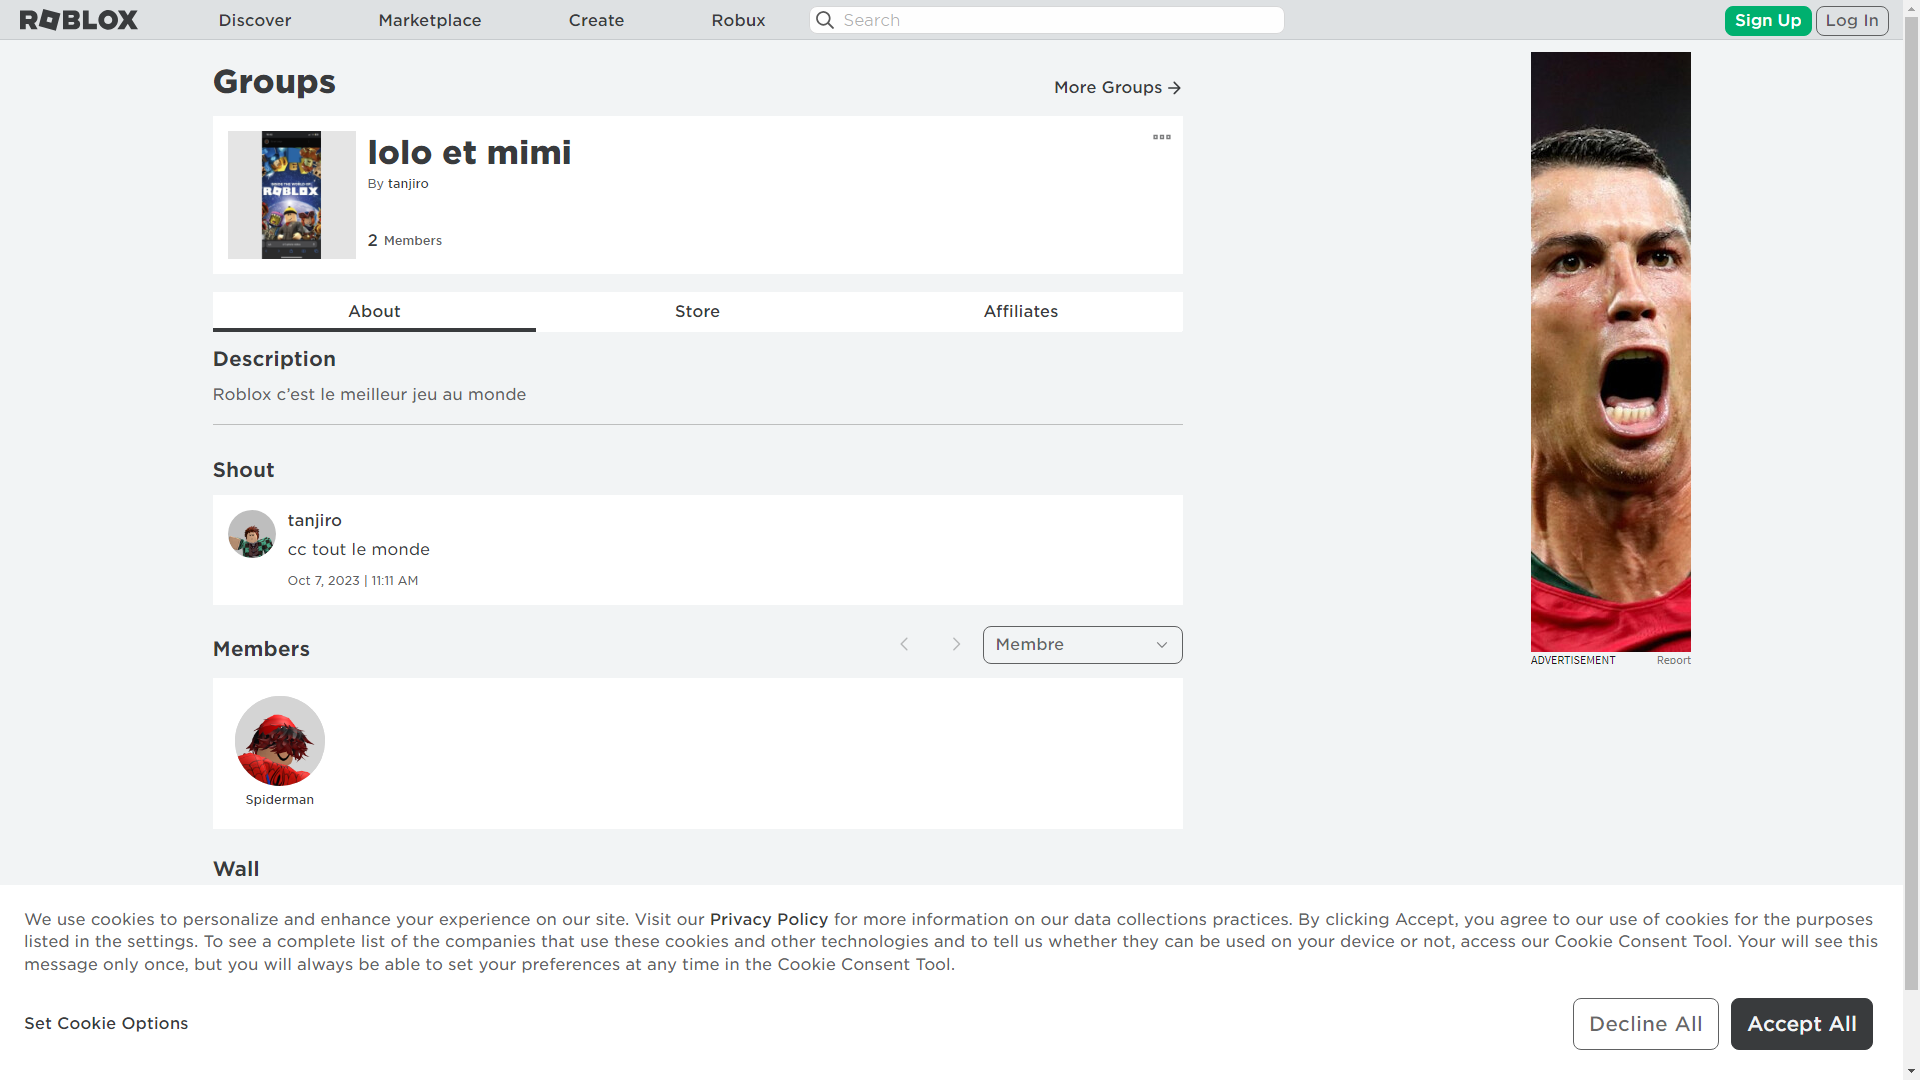 ROBLOX
Discover
Marketplace
Create
Robux
Search
Sign Up
Log In
Groups
More Groups
lolo et mimi
By tanjiro
ROBLOX
2 Members
About
Store
Affiliates
Description
Roblox c’est le meilleur jeu au monde
Shout
tanjiro
cc tout le monde
Oct 7, 2023 | 11:11 AM
Members
Membre
Spiderman
ADVERTISEMENT
Report
Wall
We use cookies to personalize and enhance your experience on our site. Visit our Privacy Policy for more information on our data collections practices. By clicking Accept, you agree to our use of cookies for the purposes
listed in the settings. To see a complete list of the companies that use these cookies and other technologies and to tell us whether they can be used on your device or not, access our Cookie Consent Tool. Your will see this
message only once, but you will always be able to set your preferences at any time in the Cookie Consent Tool.
Set Cookie Options
Decline All
Accept All